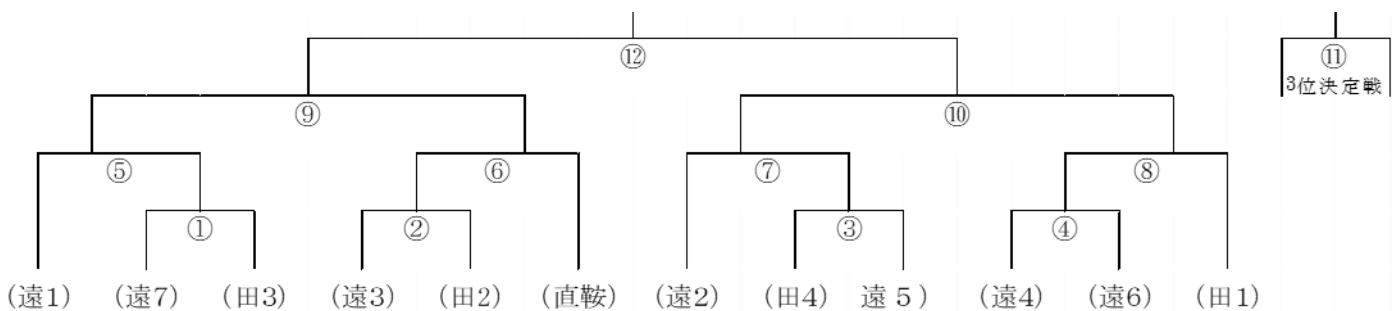 ⑫
⑪
3位決定戦
⑨ ⑩
⑤ ⑥ ⑦ ⑧
① ② ③ ④
(遠1) (遠7) (田3) (遠3) (田2) (直鞍) (遠2) (田4) 遠5) (遠4) (遠6) (田1)